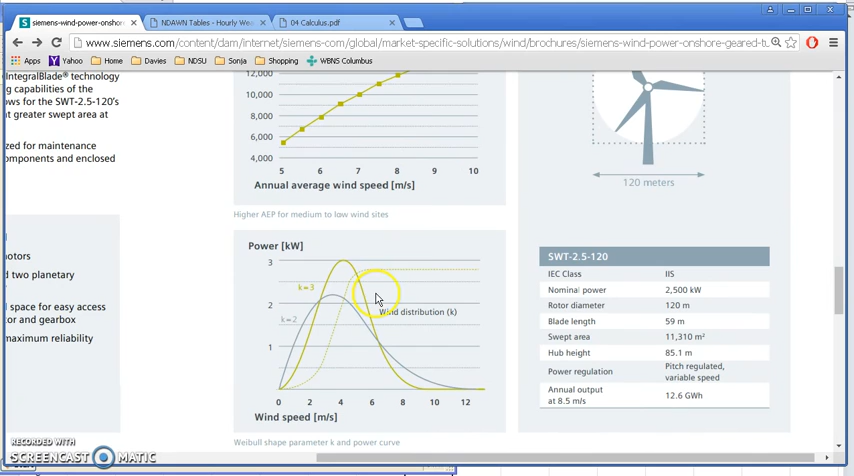 siemens-wind-power-onshore
NDAWN Tables - Hourly We
04 Calculus.pdf
www.siemens.com/content/dam/internet/siemens-com/global/market-specific-solutions/wind/brochures/siemens-wind-power-onshore-geared-t
Apps Yahoo Home Davies NDSU Sonja Shopping WBNS Columbus
IntegralBlade® technology
ng capabilities of the
ows for the SWT-2.5-120's
at greater swept area at
zed for maintenance
omponents and enclosed
motors
d two planetary
l space for easy access
or and gearbox
maximum reliability
12,000
10,000
8,000
6,000
4,000
5 6 7 8 9 10
Annual average wind speed [m/s]
Higher AEP for medium to low wind sites
Power [kW]
3
k=3
2
k=2
Wind distribution (k)
1
0 2 4 6 8 10 12
Wind speed [m/s]
Weibull shape parameter k and power curve
120 meters
SWT-2.5-120
IEC Class IIS
Nominal power 2,500 kW
Rotor diameter 120 m
Blade length 59 m
Swept area 11,310 m²
Hub height 85.1 m
Power regulation Pitch regulated, variable speed
Annual output at 8.5 m/s 12.6 GWh
RECORDED WITH
SCREENCAST MATIC